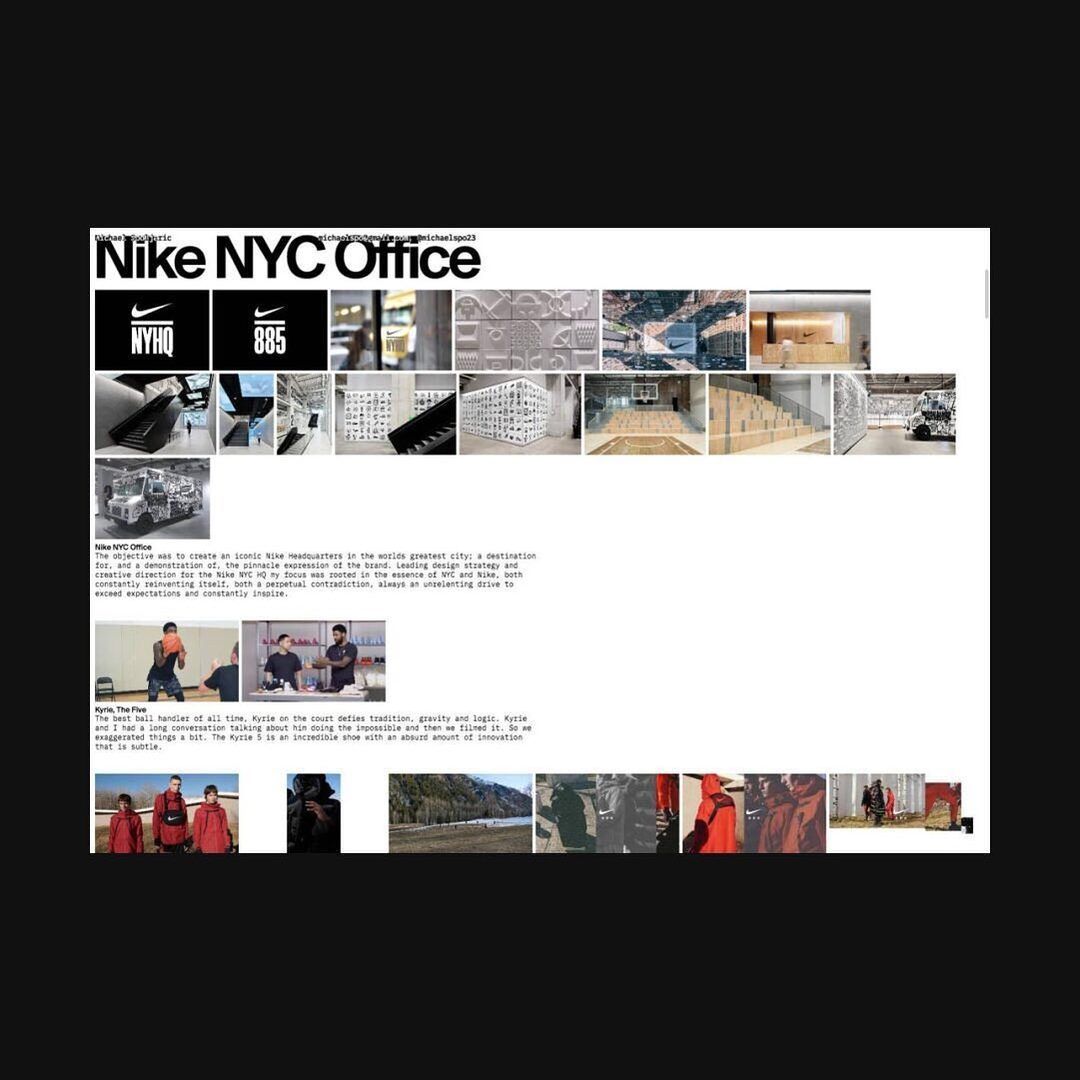 Michael Spoljaric michaelspo@gmail.com, @michaelspo23
Nike NYC Office
NYHQ
885
NYHQ
Nike NYC Office
The objective was to create an iconic Nike Headquarters in the worlds greatest city; a destination
for, and a demonstration of, the pinnacle expression of the brand. Leading design strategy and
creative direction for the Nike NYC HQ my focus was rooted in the essence of NYC and Nike, both
constantly reinventing itself, both a perpetual contradiction, always an unrelenting drive to
exceed expectations and constantly inspire.
Kyrie, The Five
The best ball handler of all time, Kyrie on the court defies tradition, gravity and logic. Kyrie
and I had a long conversation talking about him doing the impossible and then we filmed it. So we
exaggerated things a bit. The Kyrie 5 is an incredible shoe with an absurd amount of innovation
that is subtle.